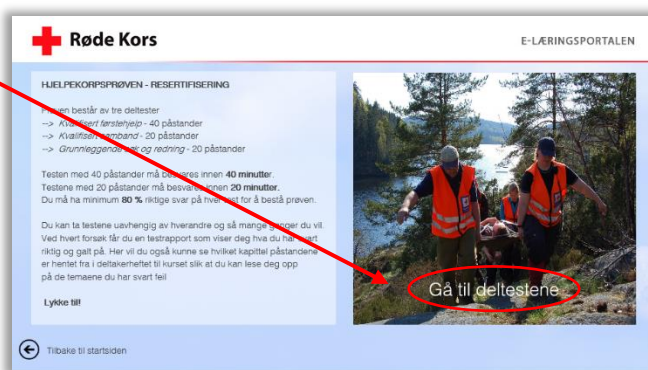 Røde Kors
E-LÆRINGSPORTALEN
HJELPEKORPSPRØVEN - RESERTIFISERING
Prøven består av tre deltester
--> Kvalifisert førstehjelp - 40 påstander
--> Kvalifisert samband - 20 påstander
--> Grunnleggende søk og redning - 20 påstander
Testen med 40 påstander må besvares innen 40 minutter.
Testene med 20 påstander må besvares innen 20 minutter.
Du må ha minimum 80 % riktige svar på hver test for å bestå prøven.
Du kan ta testene uavhengig av hverandre og så mange ganger du vil.
Ved hvert forsøk får du en testrapport som viser deg hva du har svart
riktig og galt på. Her vil du også kunne se hvilket kapittel påstandene
er hentet fra i deltakerheftet til kurset slik at du kan lese deg opp
på de temaene du har svart feil
Lykke til!
Gå til deltestene
Tilbake til startsiden